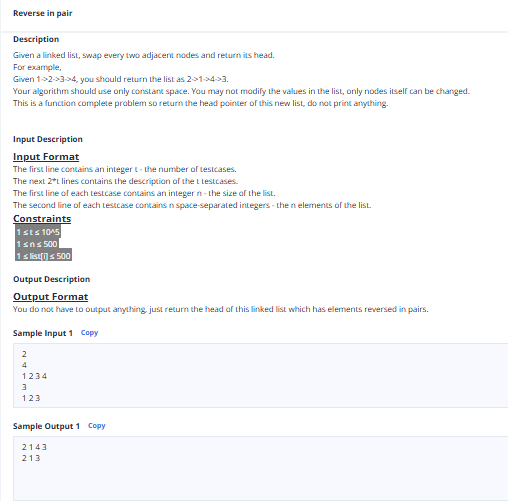 Reverse in pair
Description
Given a linked list, swap every two adjacent nodes and return its head.
For example,
Given 1->2->3->4, you should return the list as 2->1->4->3.
Your algorithm should use only constant space. You may not modify the values in the list, only nodes itself can be changed.
This is a function complete problem so return the head pointer of this new list, do not print anything.
Input Description
Input Format
The first line contains an integer t - the number of testcases.
The next 2*t lines contains the description of the t testcases.
The first line of each testcase contains an integer n - the size of the list.
The second line of each testcase contains n space-separated integers - the n elements of the list.
Constraints
1 ≤ t ≤ 10^5
1 ≤ n ≤ 500
1 ≤ list[i] ≤ 500
Output Description
Output Format
You do not have to output anything, just return the head of this linked list which has elements reversed in pairs.
Sample Input 1 Copy
2
4
1 2 3 4
3
1 2 3
Sample Output 1 Copy
2 1 4 3
2 1 3